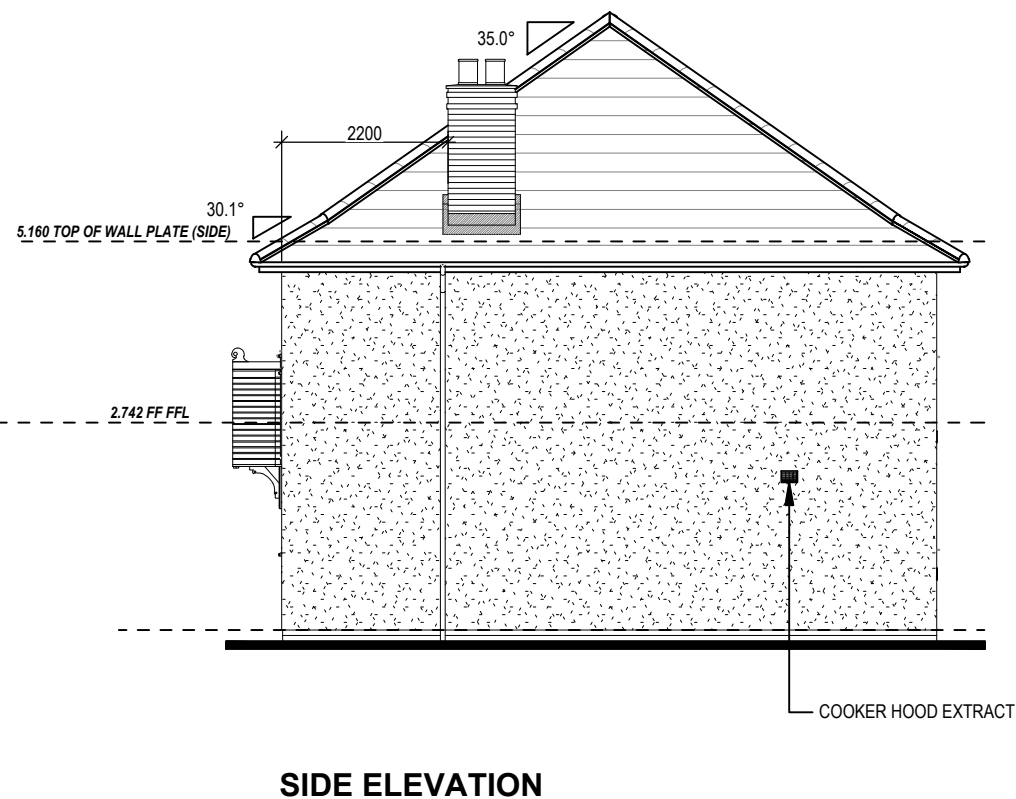 35.0°
2200
30.1°
5.160 TOP OF WALL PLATE (SIDE)
2.742 FF FFL
COOKER HOOD EXTRACT
SIDE ELEVATION